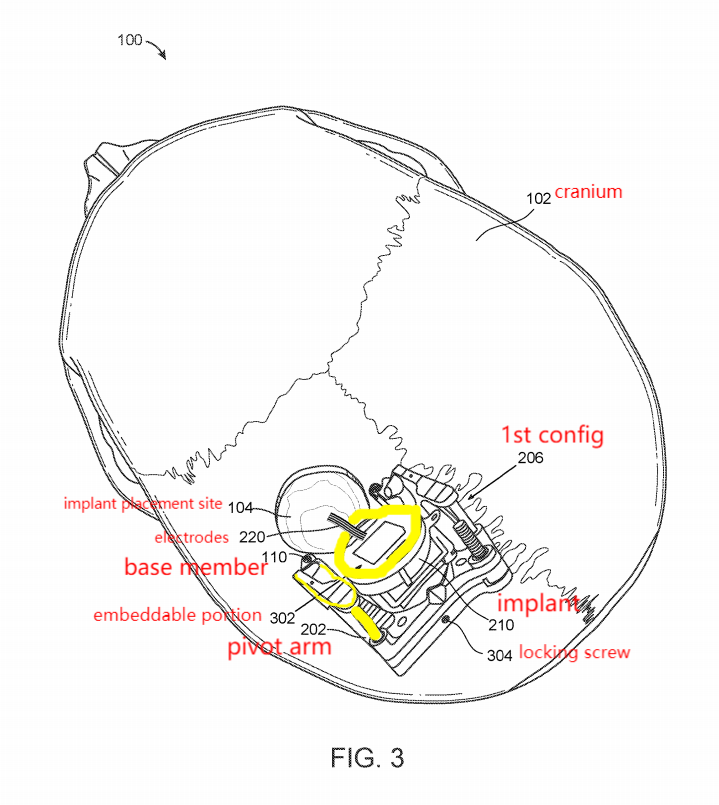 100
102 cranium
1st config
206
implant placement site 104
electrodes 220
110
base member
embeddable portion 302
202
pivot arm
implant
210
304 locking screw
FIG. 3